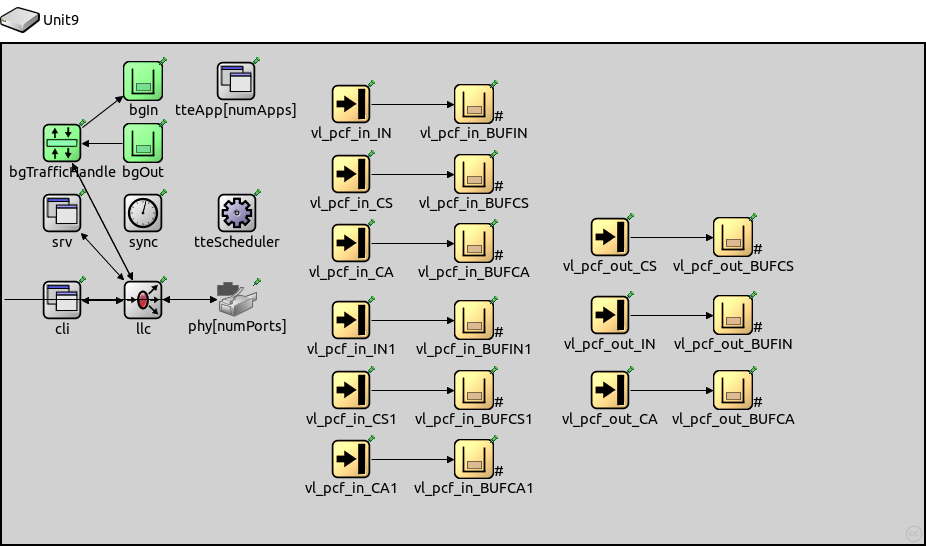 Unit9
bgIn
tteApp[numApps]
vl_pcf_in_IN
#
vl_pcf_in_BUFIN
bgTrafficHandle
bgOut
vl_pcf_in_CS
#
vl_pcf_in_BUFCS
srv
sync
tteScheduler
vl_pcf_in_CA
#
vl_pcf_in_BUFCA
vl_pcf_out_CS
#
vl_pcf_out_BUFCS
cli
llc
phy[numPorts]
vl_pcf_in_IN1
#
vl_pcf_in_BUFIN1
vl_pcf_out_IN
#
vl_pcf_out_BUFIN
vl_pcf_in_CS1
#
vl_pcf_in_BUFCS1
vl_pcf_out_CA
#
vl_pcf_out_BUFCA
vl_pcf_in_CA1
#
vl_pcf_in_BUFCA1